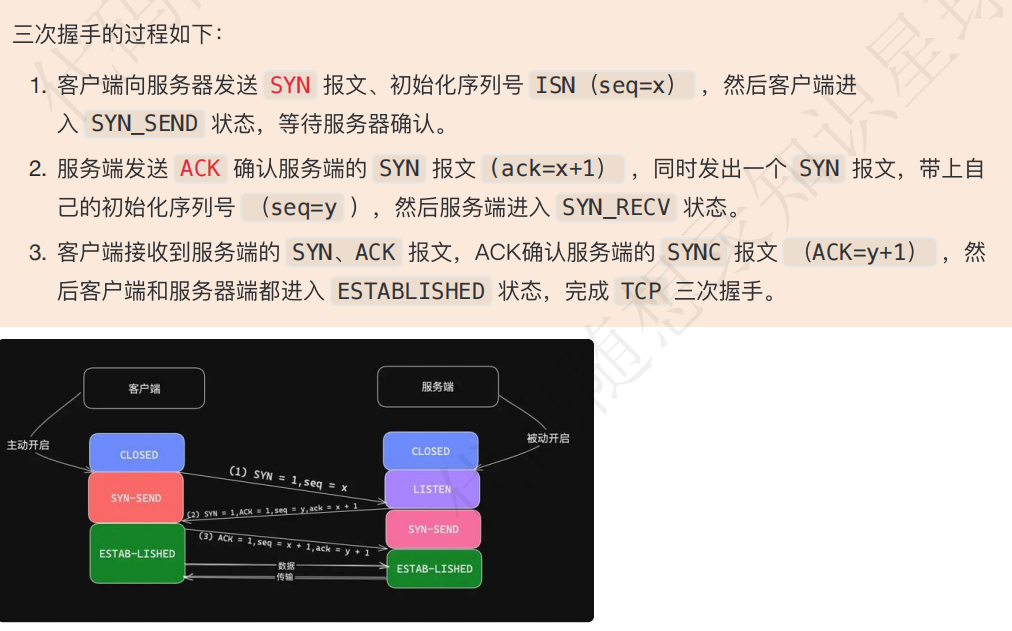 三次握手的过程如下：
1. 客户端向服务器发送 SYN 报文、初始化序列号 ISN（seq=x），然后客户端进
入 SYN_SEND 状态，等待服务器确认。
2. 服务端发送 ACK 确认服务端的 SYN 报文（ack=x+1），同时发出一个 SYN 报文，带上自
己的初始化序列号 （seq=y ），然后服务端进入 SYN_RECV 状态。
3. 客户端接收到服务端的 SYN、ACK 报文，ACK确认服务端的 SYNC 报文 （ACK=y+1），然
后客户端和服务器端都进入 ESTABLISHED 状态，完成 TCP 三次握手。
客户端
服务端
主动开启
被动开启
CLOSED
CLOSED
(1) SYN = 1,seq = x
SYN-SEND
LISTEN
(2) SYN = 1,ACK = 1,seq = y,ack = x + 1
SYN-SEND
(3) ACK = 1,seq = x + 1,ack = y + 1
ESTAB-LISHED
ESTAB-LISHED
数据
传输
代码随想录知识星球